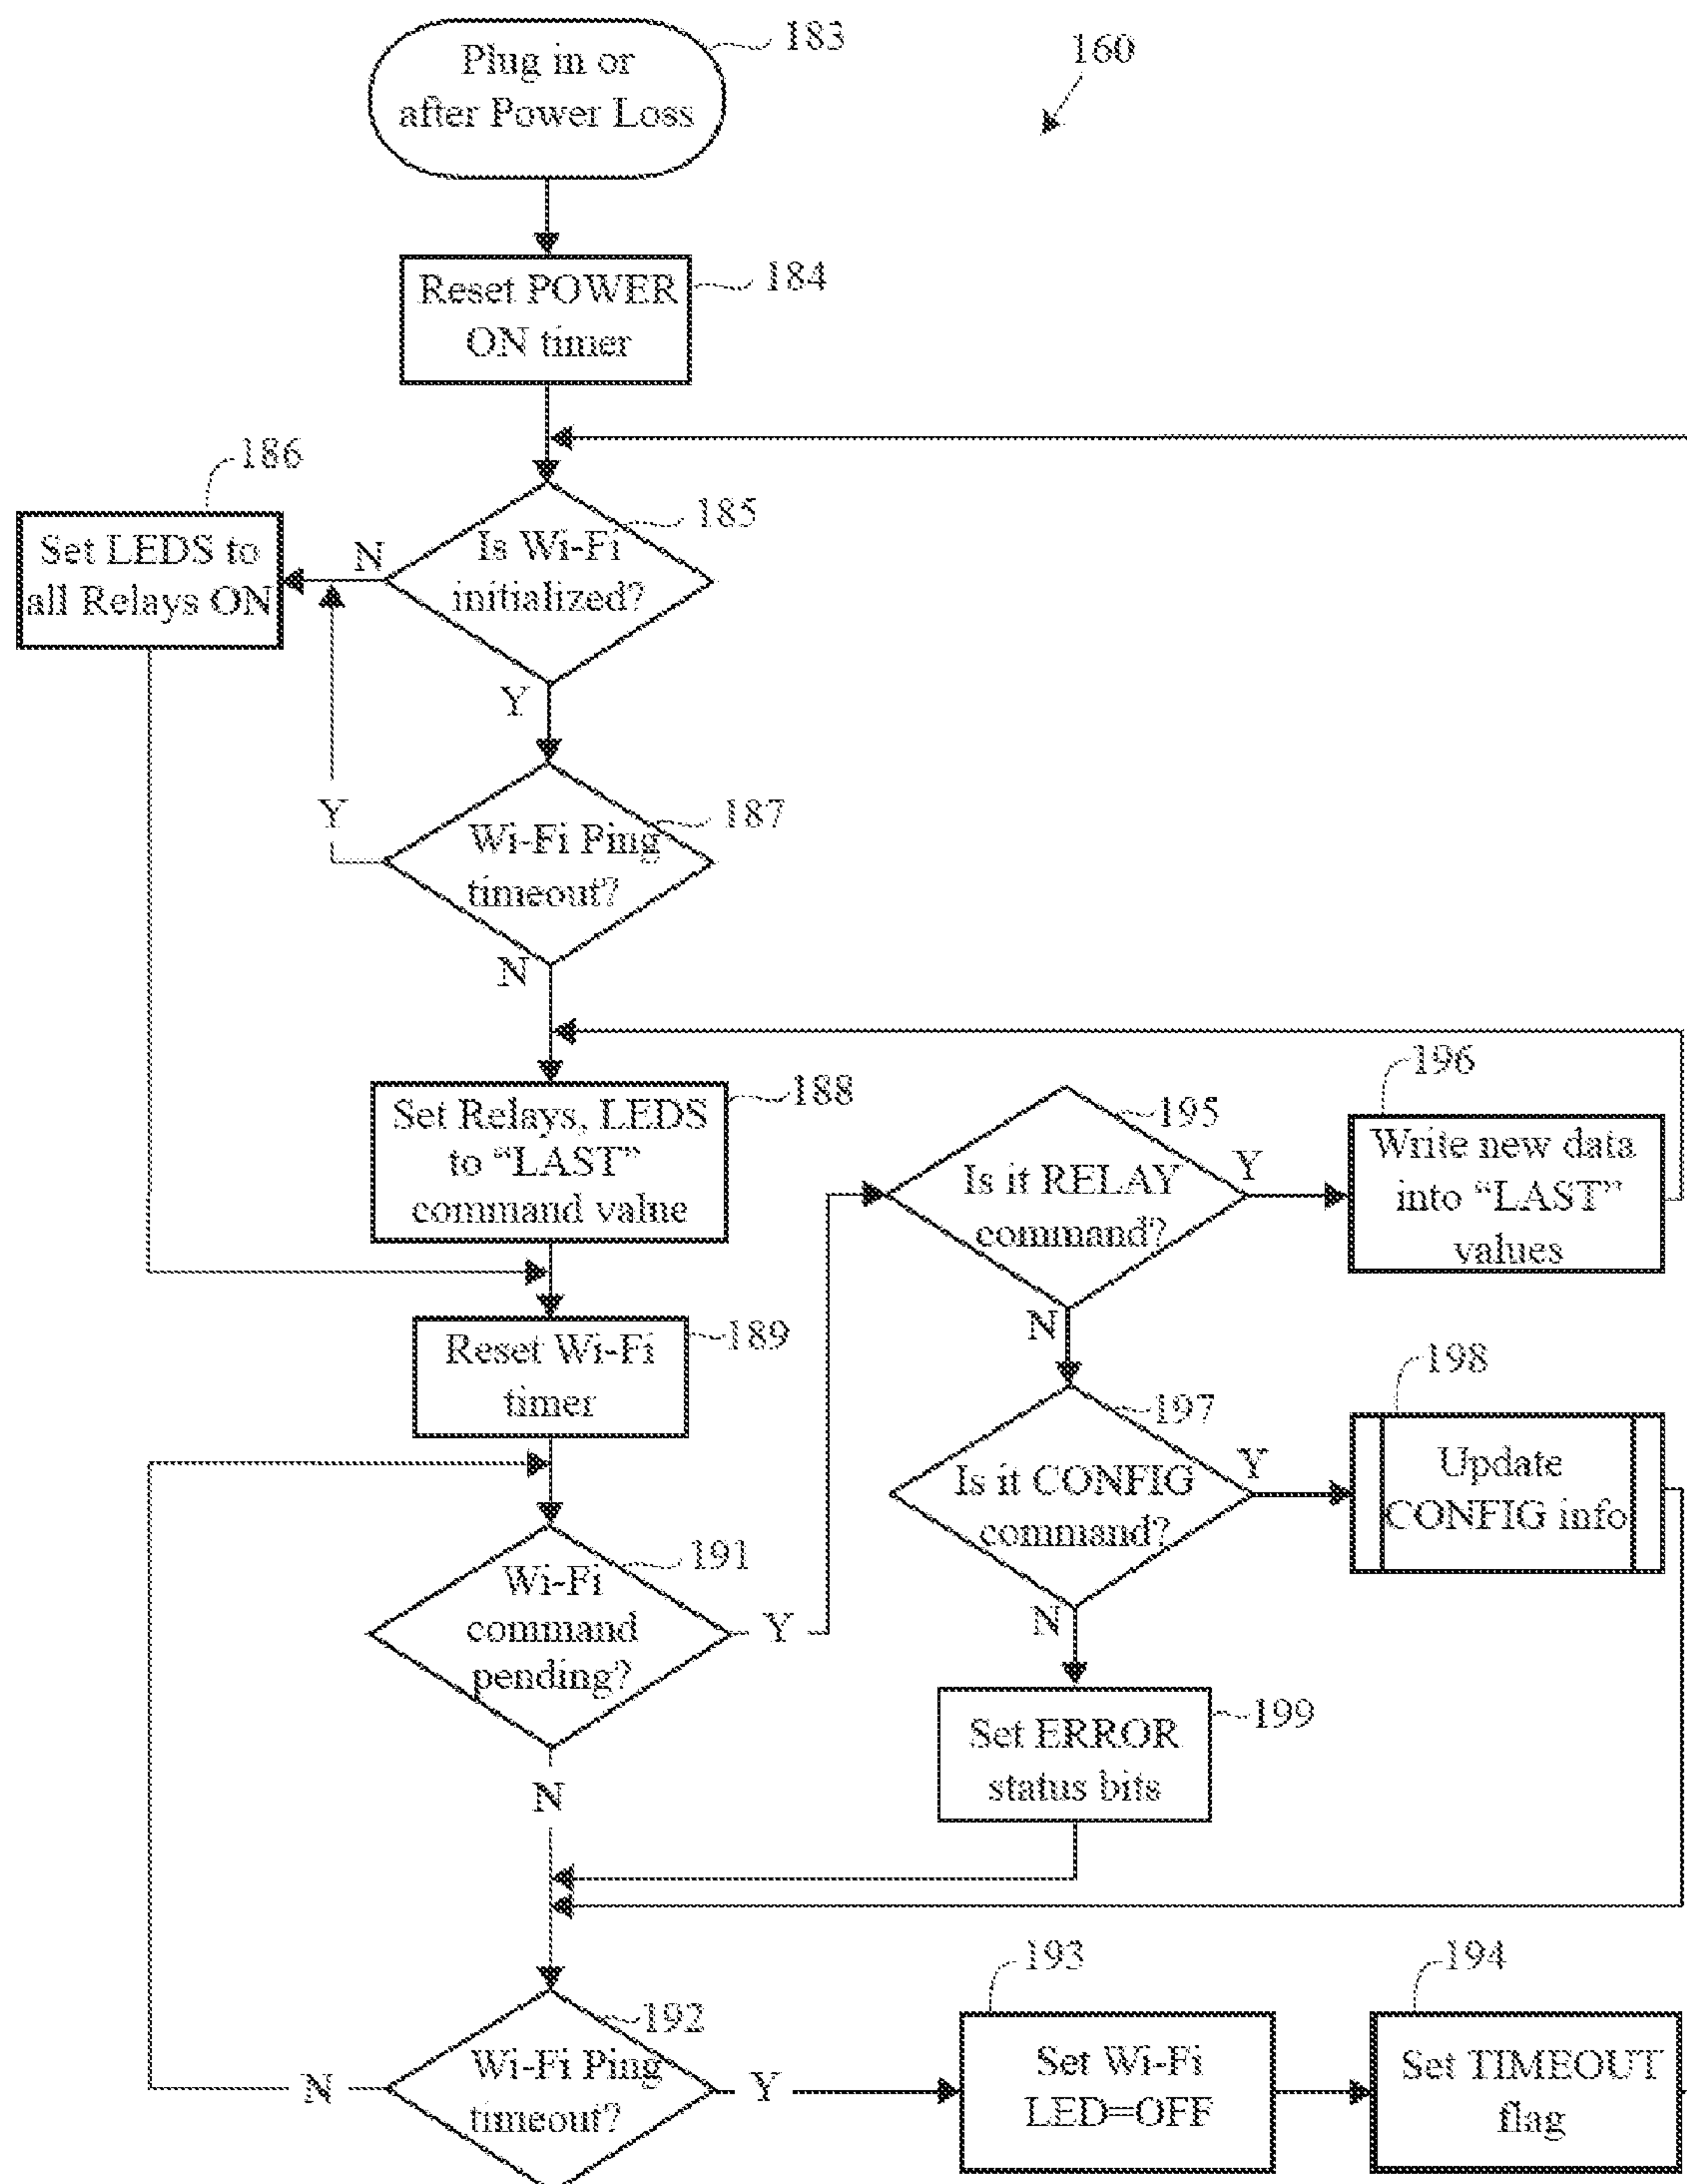 183
Plug in or
after Power Loss
160
184
Reset POWER
ON timer
186
Set LEDS to
all Relays ON
N
185
Is Wi-Fi
initialized?
Y
187
Y
Wi-Fi Ping
timeout?
N
188
Set Relays, LEDS
to “LAST”
command value
195
Is it RELAY
command?
Y
196
Write new data
into “LAST”
values
N
189
Reset Wi-Fi
timer
197
Is it CONFIG
command?
Y
198
Update
CONFIG info
N
191
Wi-Fi
command
pending?
Y
N
199
Set ERROR
status bits
192
Wi-Fi Ping
timeout?
N
Y
193
Set Wi-Fi
LED=OFF
194
Set TIMEOUT
flag